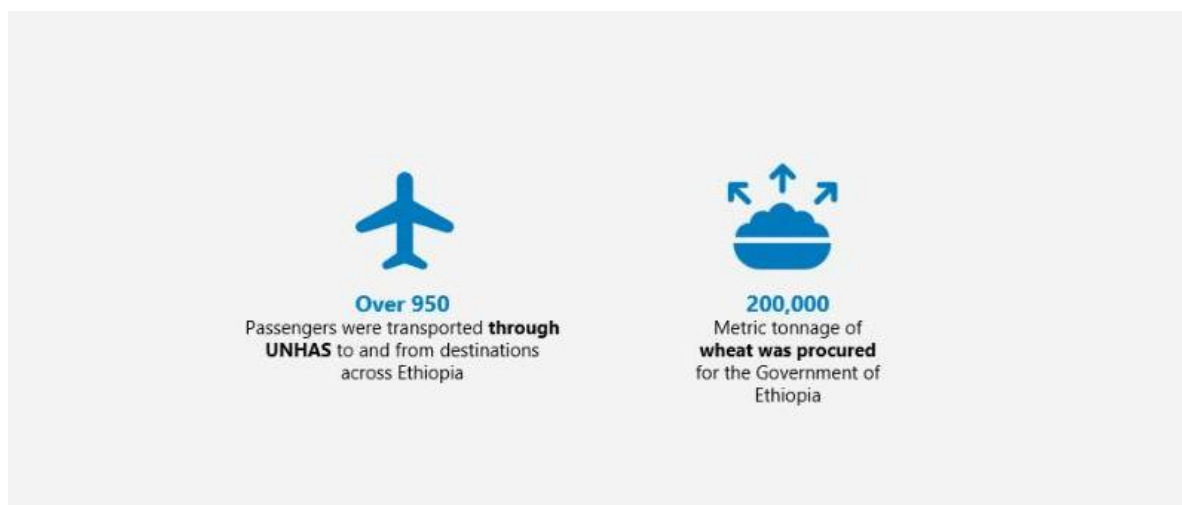 Over 950
Passengers were transported through
UNHAS to and from destinations
across Ethiopia
200,000
Metric tonnage of
wheat was procured
for the Government of
Ethiopia